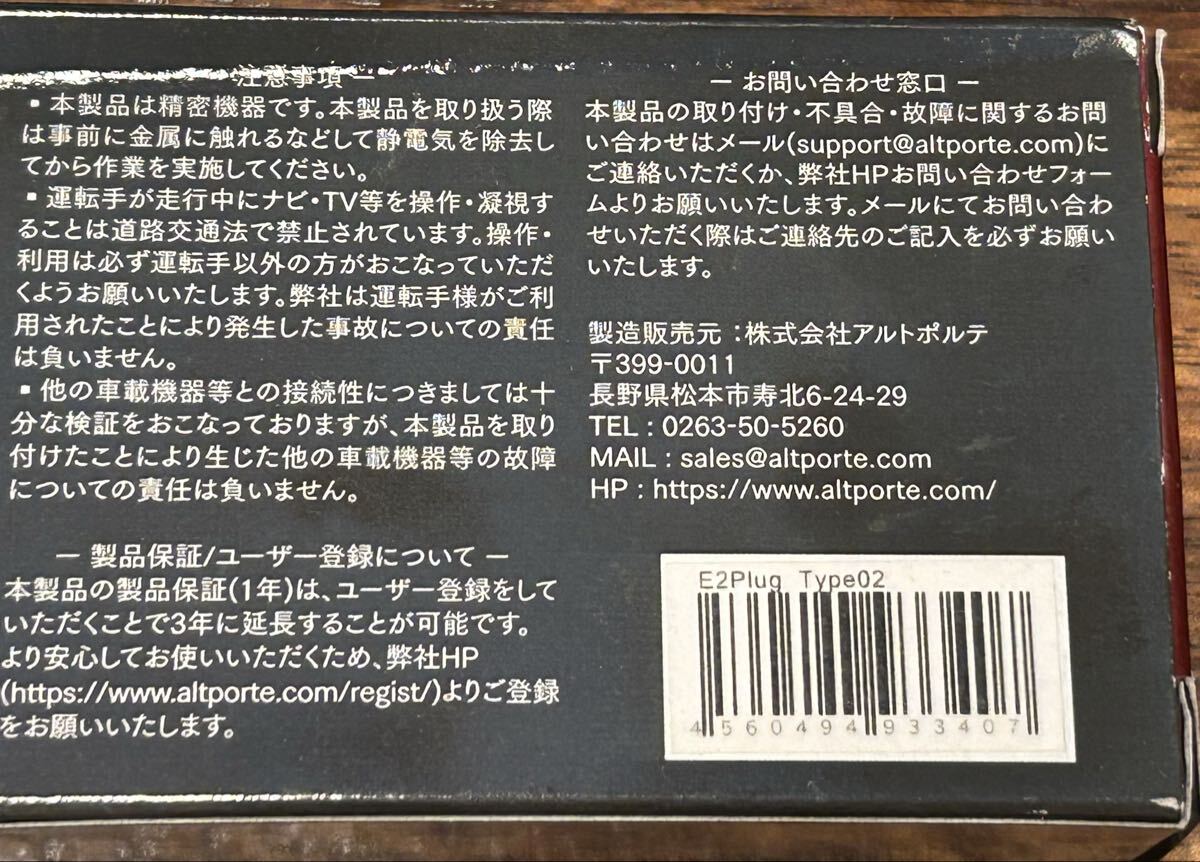 注意事項 ―
▪ 本製品は精密機器です。本製品を取り扱う際
は事前に金属に触れるなどして静電気を除去し
てから作業を実施してください。
▪ 運転手が走行中にナビ・TV等を操作・凝視す
ることは道路交通法で禁止されています。操作・
利用は必ず運転手以外の方がおこなっていただ
くようお願いいたします。弊社は運転手様がご利
用されたことにより発生した事故についての責任
は負いません。
▪ 他の車載機器等との接続性につきましては十
分な検証をおこなっておりますが、本製品を取り
付けたことにより生じた他の車載機器等の故障
についての責任は負いません。
― 製品保証/ユーザー登録について ―
本製品の製品保証(1年)は、ユーザー登録をして
いただくことで3年に延長することが可能です。
より安心してお使いいただくため、弊社HP
(https://www.altporte.com/regist/)よりご登録
をお願いいたします。
― お問い合わせ窓口 ―
本製品の取り付け・不具合・故障に関するお問
い合わせはメール(support@altporte.com)に
ご連絡いただくか、弊社HPお問い合わせフォー
ムよりお願いいたします。メールにてお問い合わ
せいただく際はご連絡先のご記入を必ずお願い
いたします。
製造販売元 :株式会社アルトポルテ
〒399-0011
長野県松本市寿北6-24-29
TEL : 0263-50-5260
MAIL : sales@altporte.com
HP : https://www.altporte.com/
E2Plug Type02
4560494933407